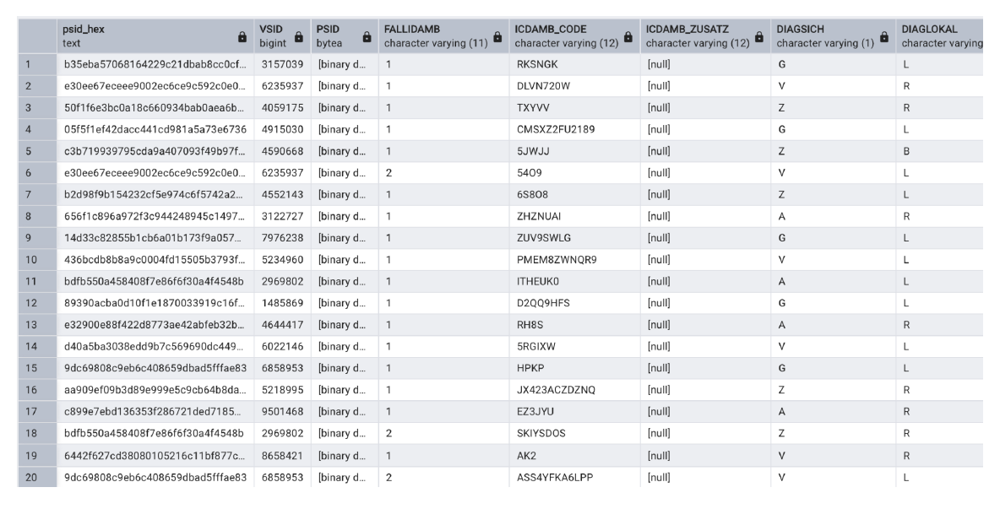 psid_hex VSID PSID FALLIDAMB ICDAMB_CODE ICDAMB_ZUSATZ DIAGSICH DIAGLOKAL
text bigint bytea character varying (11) character varying (12) character varying (12) character varying (1) character varying
1 b35eba57068164229c21dbab8cc0cf... 3157039 [binary d... 1 RKSNGK [null] G L
2 e30ee67eceee9002ec6ce9c592c0e0... 6235937 [binary d... 1 DLVN720W [null] V R
3 50f1f6e3bc0a18c660934bab0aea6b... 4059175 [binary d... 1 TXYVV [null] Z R
4 05f5f1ef42dacc441cd981a5a73e6736 4915030 [binary d... 1 CMSXZ2FU2189 [null] G L
5 c3b719939795cda9a407093f49b97f... 4590668 [binary d... 1 5JWJJ [null] Z B
6 e30ee67eceee9002ec6ce9c592c0e0... 6235937 [binary d... 2 54O9 [null] V L
7 b2d98f9b154232cf5e974c6f5742a2... 4552143 [binary d... 1 6S8O8 [null] Z L
8 656f1c896a972f3c944248945c1497... 3122727 [binary d... 1 ZHZNUAI [null] A R
9 14d33c82855b1cb6a01b173f9a057... 7976238 [binary d... 1 ZUV9SWLG [null] G L
10 436bcdb8b8a9c0004fd15505b3793f... 5234960 [binary d... 1 PMEM8ZWNQR9 [null] V L
11 bdfb550a458408f7e86f6f30a4f4548b 2969802 [binary d... 1 ITHEUK0 [null] A L
12 89390acba0d10f1e1870033919c16f... 1485869 [binary d... 1 D2QQ9HFS [null] G L
13 e32900e88f422d8773ae42abfeb32b... 4644417 [binary d... 1 RH8S [null] A R
14 d40a5ba3038edd9b7c569690dc449... 6022146 [binary d... 1 5RGIXW [null] V L
15 9dc69808c9eb6c408659dbad5fffae83 6858953 [binary d... 1 HPKP [null] G L
16 aa909ef09b3d89e999e5c9cb64b8da... 5218995 [binary d... 1 JX423ACZDZNQ [null] Z R
17 c899e7ebd136353f286721ded7185... 9501468 [binary d... 1 EZ3JYU [null] A R
18 bdfb550a458408f7e86f6f30a4f4548b 2969802 [binary d... 2 SKIYSDOS [null] Z R
19 6442f627cd38080105216c11bf877c... 8658421 [binary d... 1 AK2 [null] V R
20 9dc69808c9eb6c408659dbad5fffae83 6858953 [binary d... 2 ASS4YFKA6LPP [null] V L